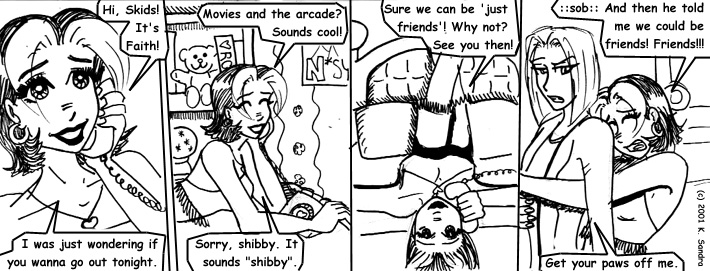 Hi, Skids!
It's
Faith!
I was just wondering if
you wanna go out tonight.
Movies and the arcade?
Sounds cool!
N*SY
Sorry, shibby. It
sounds "shibby".
Sure we can be 'just
friends'! Why not?
See you then!
::sob:: And then he told
me we could be
friends! Friends!!!
Get your paws off me.
(c) 2001 K. Sandra